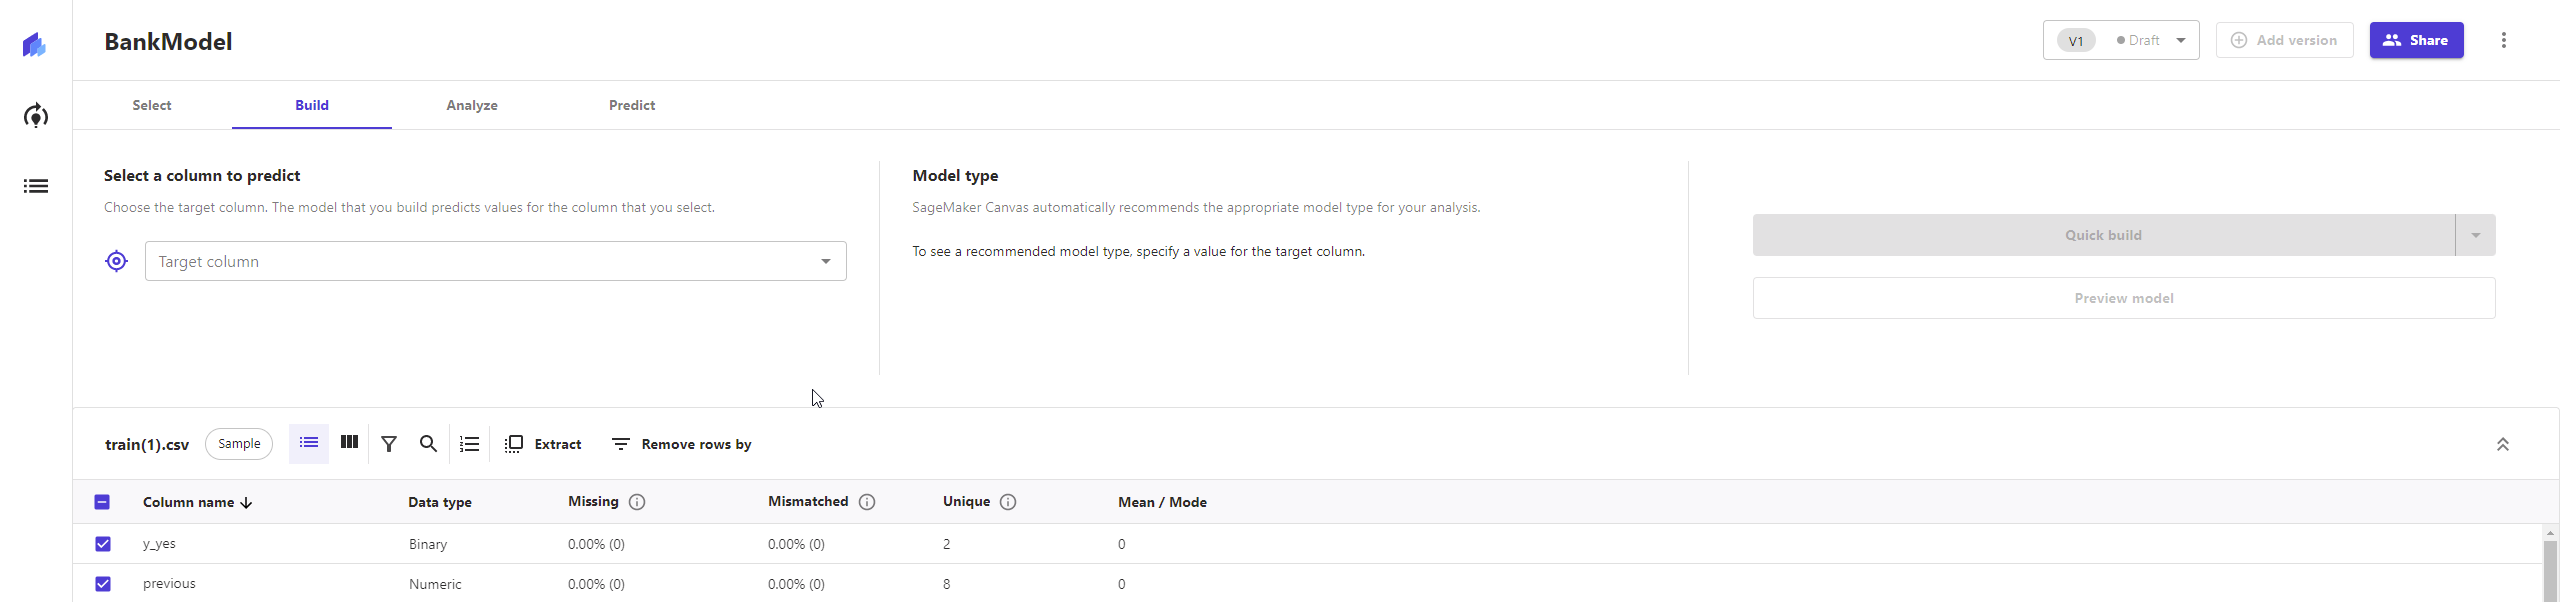 BankModel
V1 Draft Add version Share
Select Build Analyze Predict
Select a column to predict
Choose the target column. The model that you build predicts values for the column that you select.
Target column
Model type
SageMaker Canvas automatically recommends the appropriate model type for your analysis.
To see a recommended model type, specify a value for the target column.
Quick build
Preview model
train(1).csv Sample Extract Remove rows by
Column name Data type Missing Mismatched Unique Mean / Mode
y_yes Binary 0.00% (0) 0.00% (0) 2 0
previous Numeric 0.00% (0) 0.00% (0) 8 0